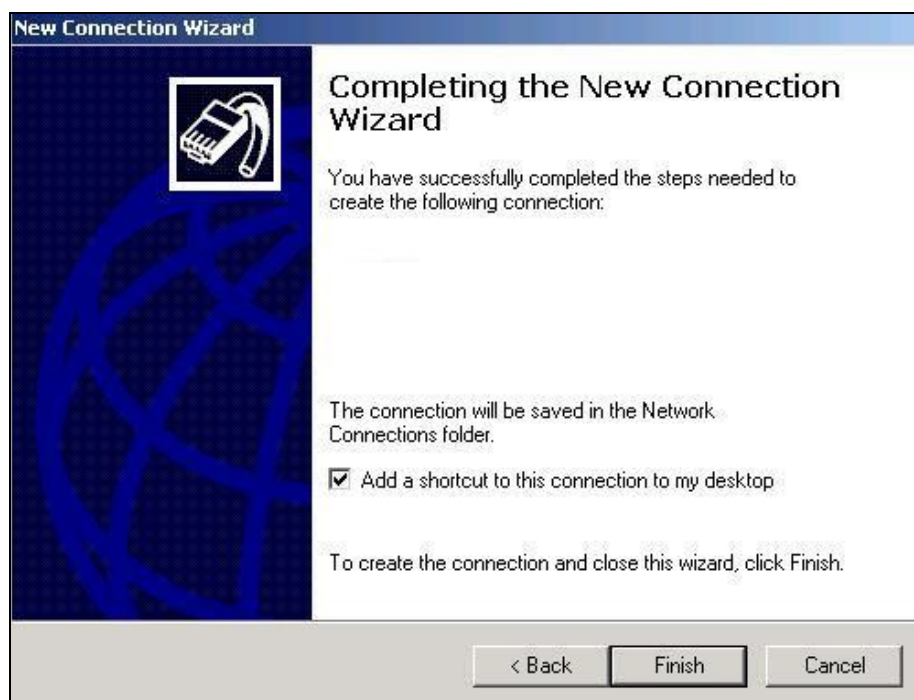 New Connection Wizard
Completing the New Connection
Wizard
You have successfully completed the steps needed to
create the following connection:
The connection will be saved in the Network
Connections folder.
Add a shortcut to this connection to my desktop
To create the connection and close this wizard, click Finish.
< Back Finish Cancel